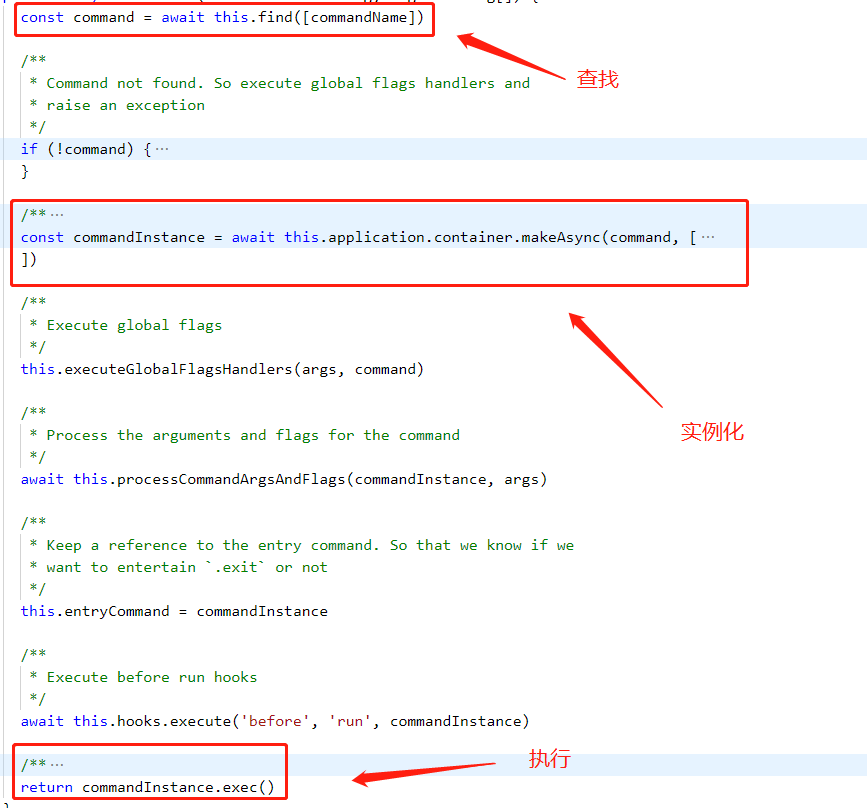 const command = await this.find([commandName])
查找
/**
* Command not found. So execute global flags handlers and
* raise an exception
*/
if (!command) {···
}
/**···
const commandInstance = await this.application.container.makeAsync(command, [···
])
/**
* Execute global flags
*/
this.executeGlobalFlagsHandlers(args, command)
实例化
/**
* Process the arguments and flags for the command
*/
await this.processCommandArgsAndFlags(commandInstance, args)
/**
* Keep a reference to the entry command. So that we know if we
* want to entertain `.exit` or not
*/
this.entryCommand = commandInstance
/**
* Execute before run hooks
*/
await this.hooks.execute('before', 'run', commandInstance)
执行
/**···
return commandInstance.exec()